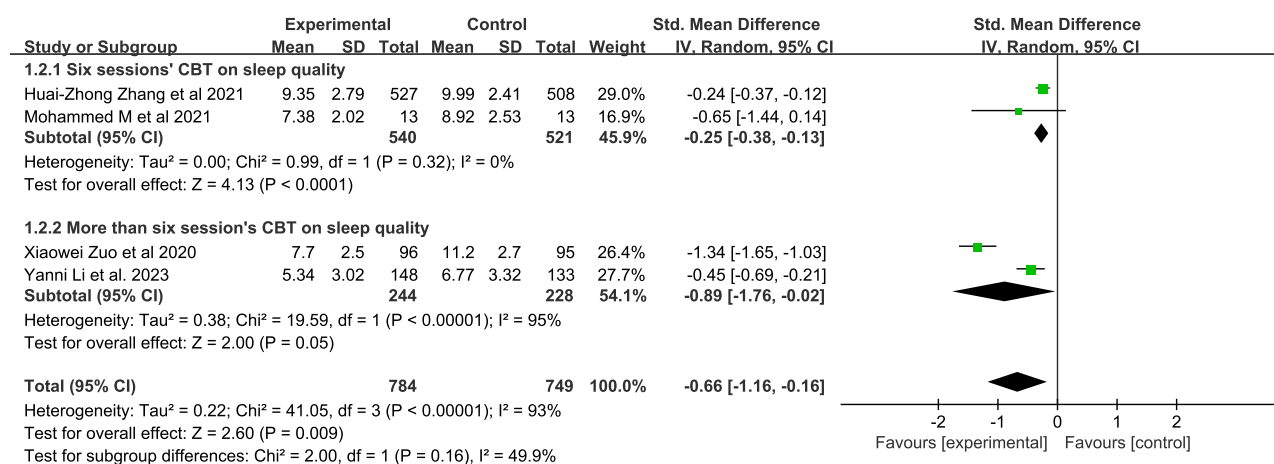 Experimental Control Std. Mean Difference Std. Mean Difference
Study or Subgroup Mean SD Total Mean SD Total Weight IV, Random, 95% CI IV, Random, 95% CI
1.2.1 Six sessions' CBT on sleep quality
Huai-Zhong Zhang et al 2021 9.35 2.79 527 9.99 2.41 508 29.0% -0.24 [-0.37, -0.12]
Mohammed M et al 2021 7.38 2.02 13 8.92 2.53 13 16.9% -0.65 [-1.44, 0.14]
Subtotal (95% CI) 540 521 45.9% -0.25 [-0.38, -0.13]
Heterogeneity: Tau² = 0.00; Chi² = 0.99, df = 1 (P = 0.32); I² = 0%
Test for overall effect: Z = 4.13 (P < 0.0001)
1.2.2 More than six session's CBT on sleep quality
Xiaowei Zuo et al 2020 7.7 2.5 96 11.2 2.7 95 26.4% -1.34 [-1.65, -1.03]
Yanni Li et al. 2023 5.34 3.02 148 6.77 3.32 133 27.7% -0.45 [-0.69, -0.21]
Subtotal (95% CI) 244 228 54.1% -0.89 [-1.76, -0.02]
Heterogeneity: Tau² = 0.38; Chi² = 19.59, df = 1 (P < 0.00001); I² = 95%
Test for overall effect: Z = 2.00 (P = 0.05)
Total (95% CI) 784 749 100.0% -0.66 [-1.16, -0.16]
Heterogeneity: Tau² = 0.22; Chi² = 41.05, df = 3 (P < 0.00001); I² = 93%
Test for overall effect: Z = 2.60 (P = 0.009)
Test for subgroup differences: Chi² = 2.00, df = 1 (P = 0.16), I² = 49.9%
-2 -1 0 1 2
Favours [experimental] Favours [control]